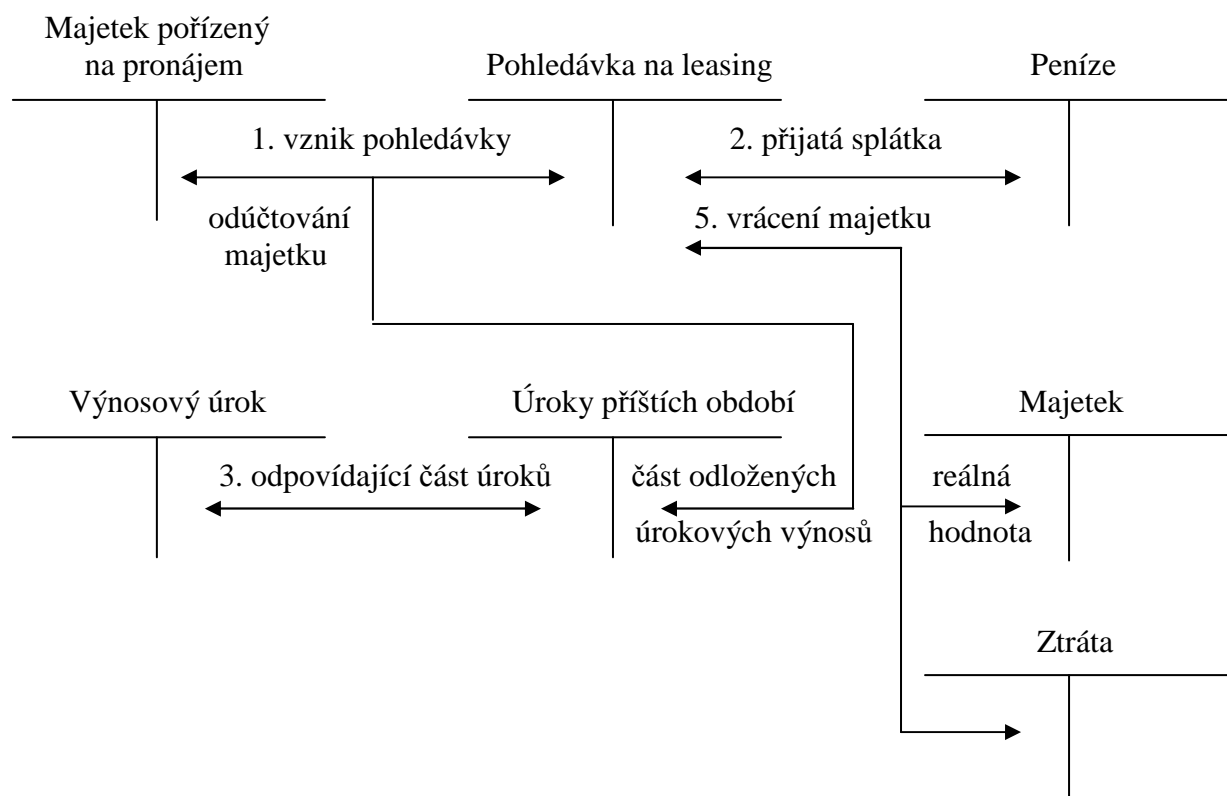 Majetek pořízený
na pronájem
Pohledávka na leasing
Peníze
1. vznik pohledávky
2. přijatá splátka
odúčtování
majetku
5. vrácení majetku
Výnosový úrok
Úroky příštích období
Majetek
3. odpovídající část úroků
část odložených
úrokových výnosů
reálná
hodnota
Ztráta